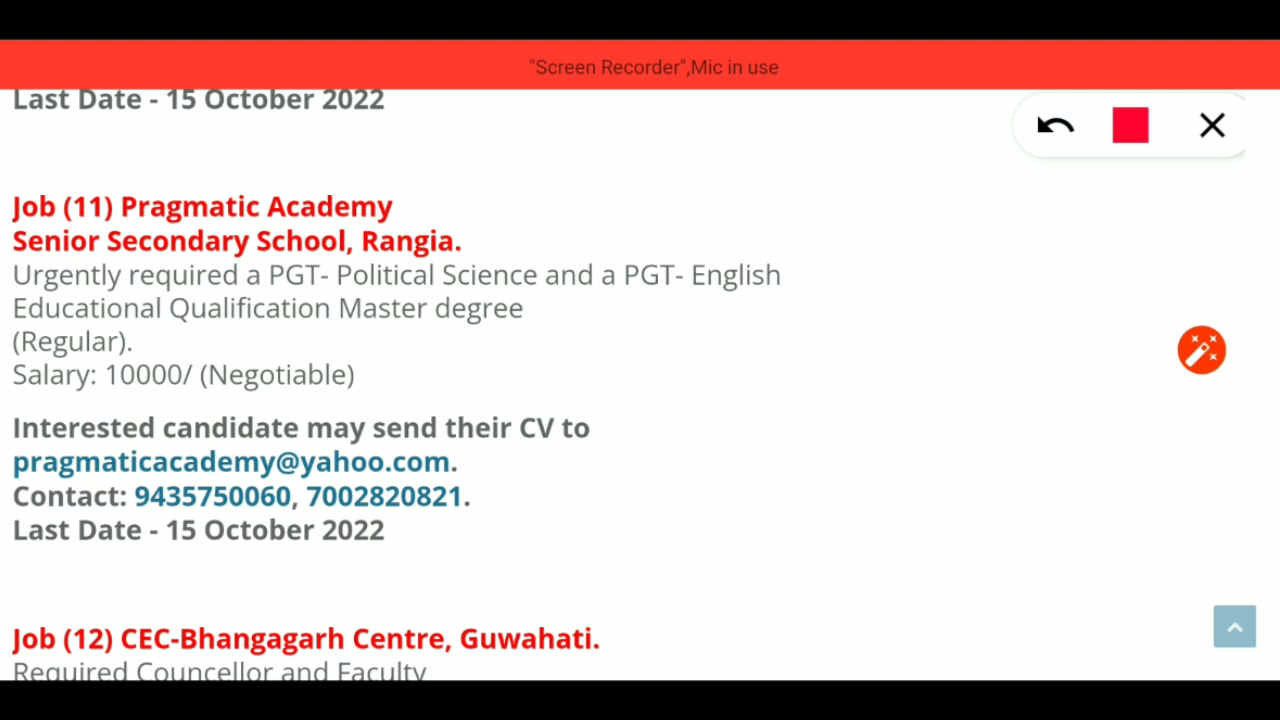 "Screen Recorder",Mic in use
Last Date - 15 October 2022
Job (11) Pragmatic Academy
Senior Secondary School, Rangia.
Urgently required a PGT- Political Science and a PGT- English
Educational Qualification Master degree
(Regular).
Salary: 10000/ (Negotiable)
Interested candidate may send their CV to
pragmaticacademy@yahoo.com.
Contact: 9435750060, 7002820821.
Last Date - 15 October 2022
Job (12) CEC-Bhangagarh Centre, Guwahati.
Required Councellor and Faculty